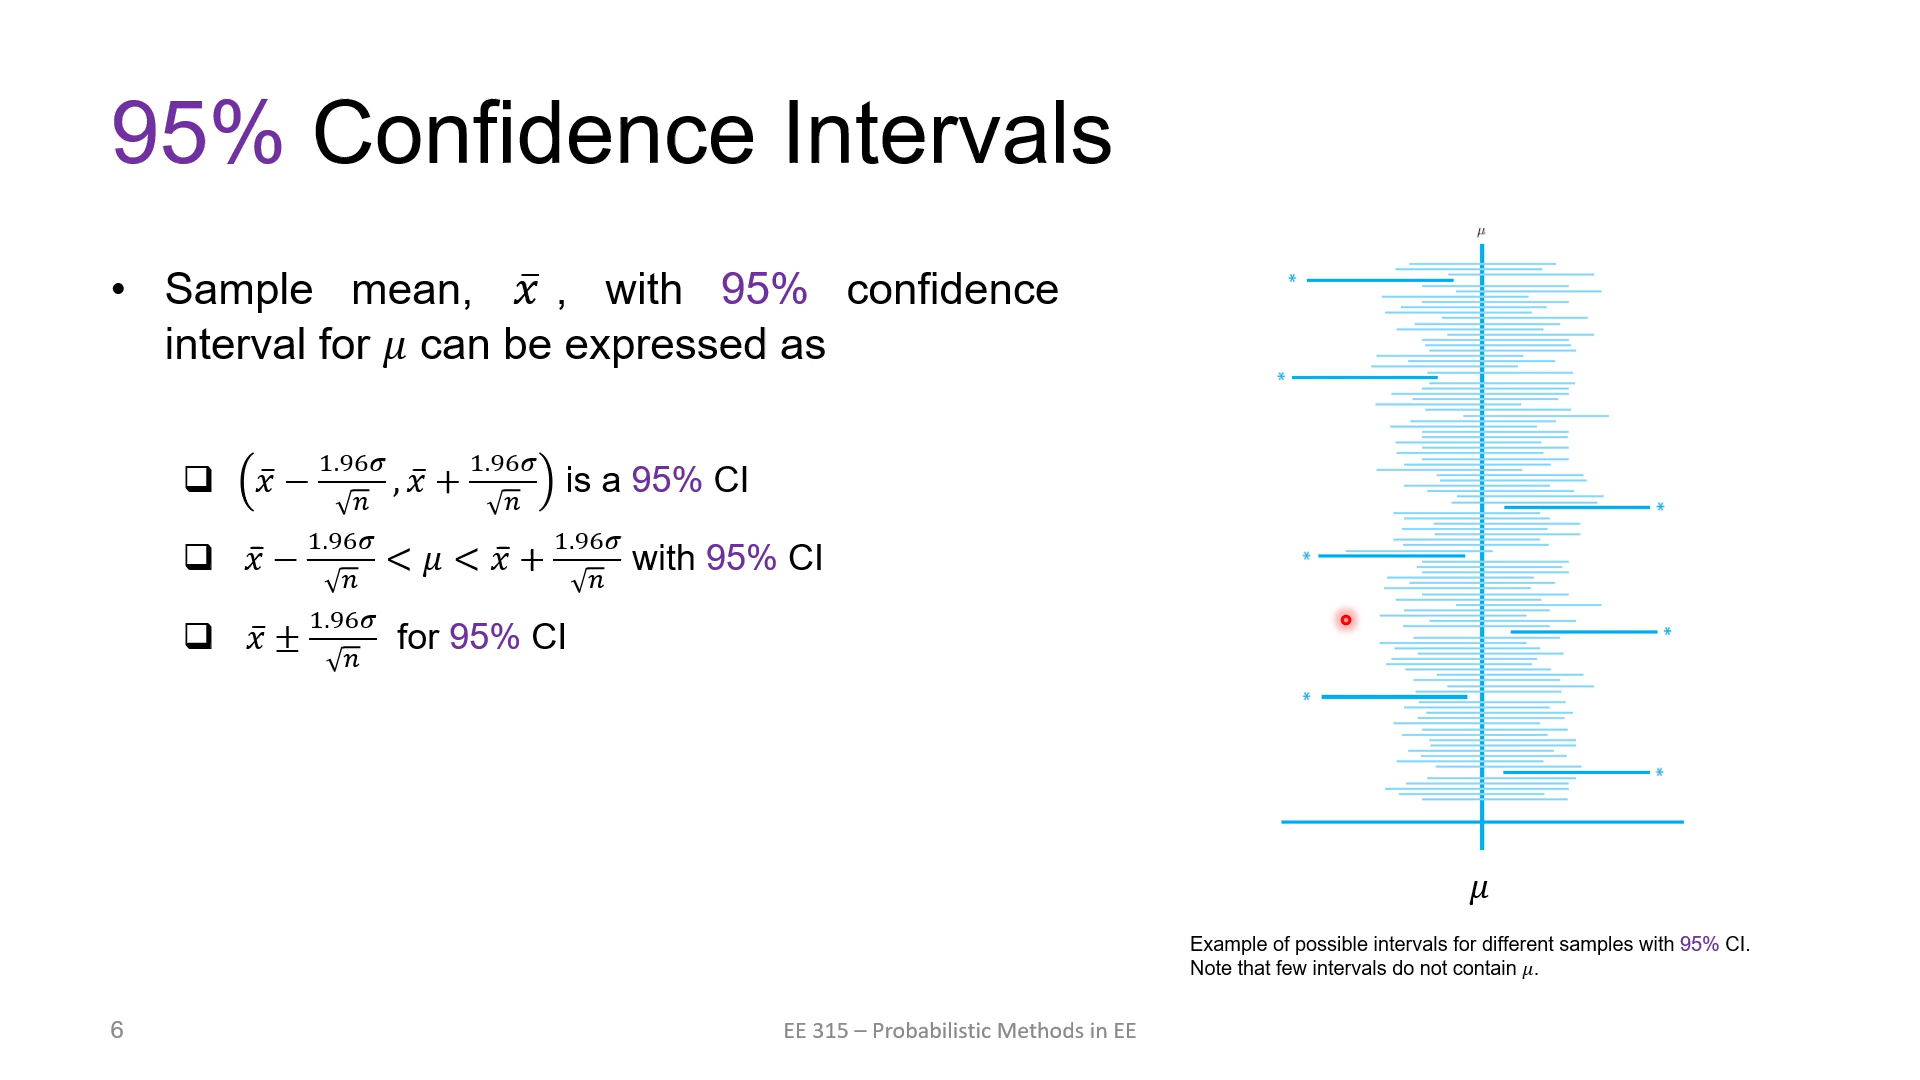 95% Confidence Intervals
• Sample mean, x̄ , with 95% confidence
interval for μ can be expressed as
❑ (x̄ − 1.96σ/√n , x̄ + 1.96σ/√n) is a 95% CI
❑ x̄ − 1.96σ/√n < μ < x̄ + 1.96σ/√n with 95% CI
❑ x̄ ± 1.96σ/√n for 95% CI
μ
*
*
*
*
*
*
*
μ
Example of possible intervals for different samples with 95% CI.
Note that few intervals do not contain μ.
6
EE 315 – Probabilistic Methods in EE